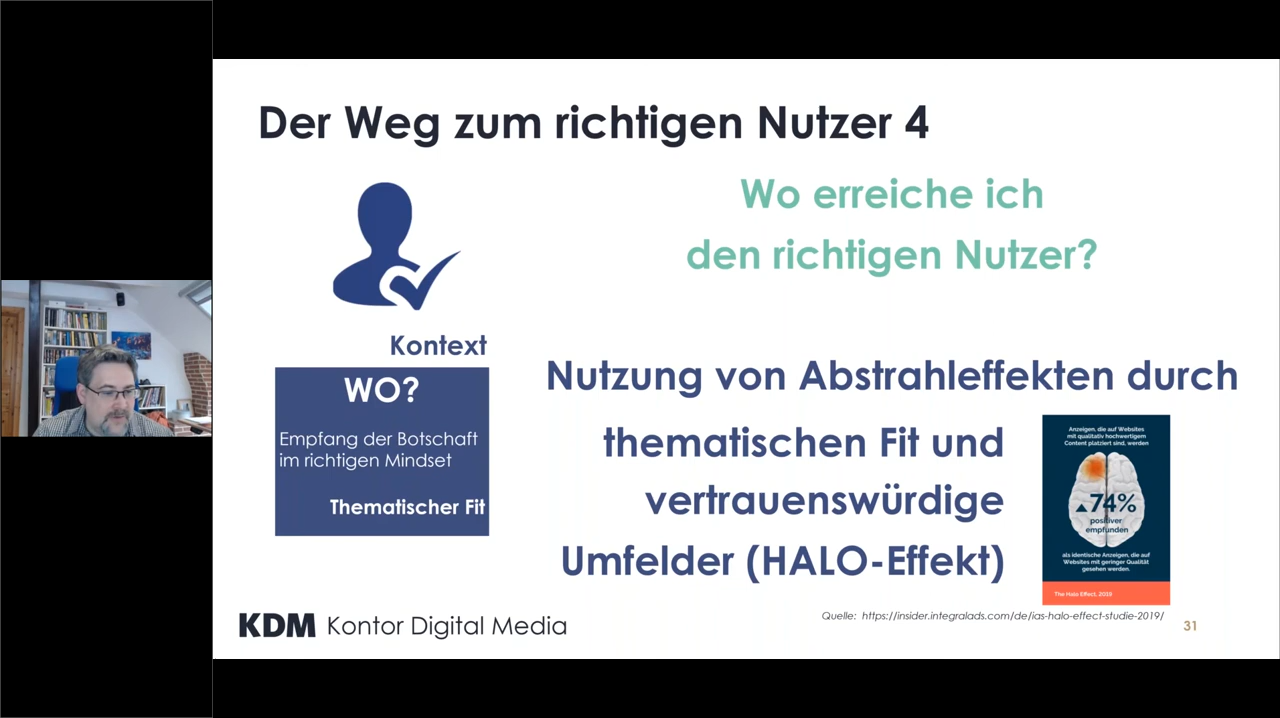 Der Weg zum richtigen Nutzer 4
Wo erreiche ich
den richtigen Nutzer?
Kontext
WO?
Empfang der Botschaft
im richtigen Mindset
Thematischer Fit
Nutzung von Abstrahleffekten durch
thematischen Fit und
vertrauenswürdige
Umfelder (HALO-Effekt)
Anzeigen, die auf Websites
mit qualitativ hochwertigem
Content platziert sind, werden
▲74%
positiver
empfunden
als identische Anzeigen, die auf
Websites mit geringer Qualität
gesehen werden.
The Halo Effect, 2019
Quelle: https://insider.integralads.com/de/ias-halo-effect-studie-2019/
KDM Kontor Digital Media
31